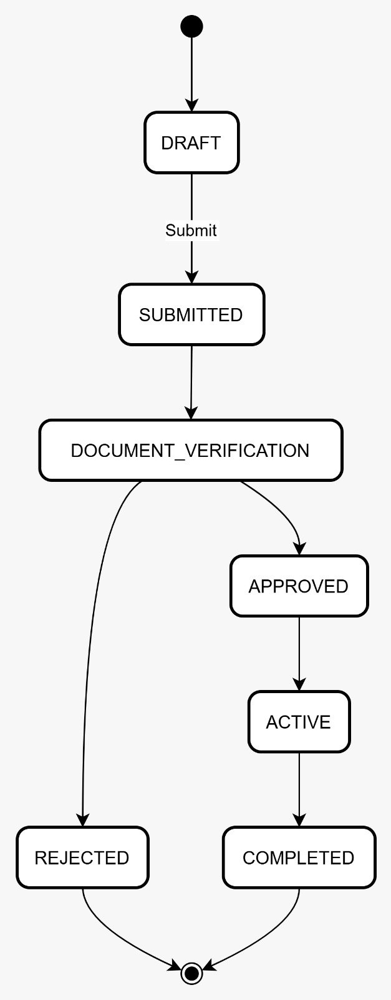 DRAFT
Submit
SUBMITTED
DOCUMENT_VERIFICATION
APPROVED
ACTIVE
REJECTED
COMPLETED